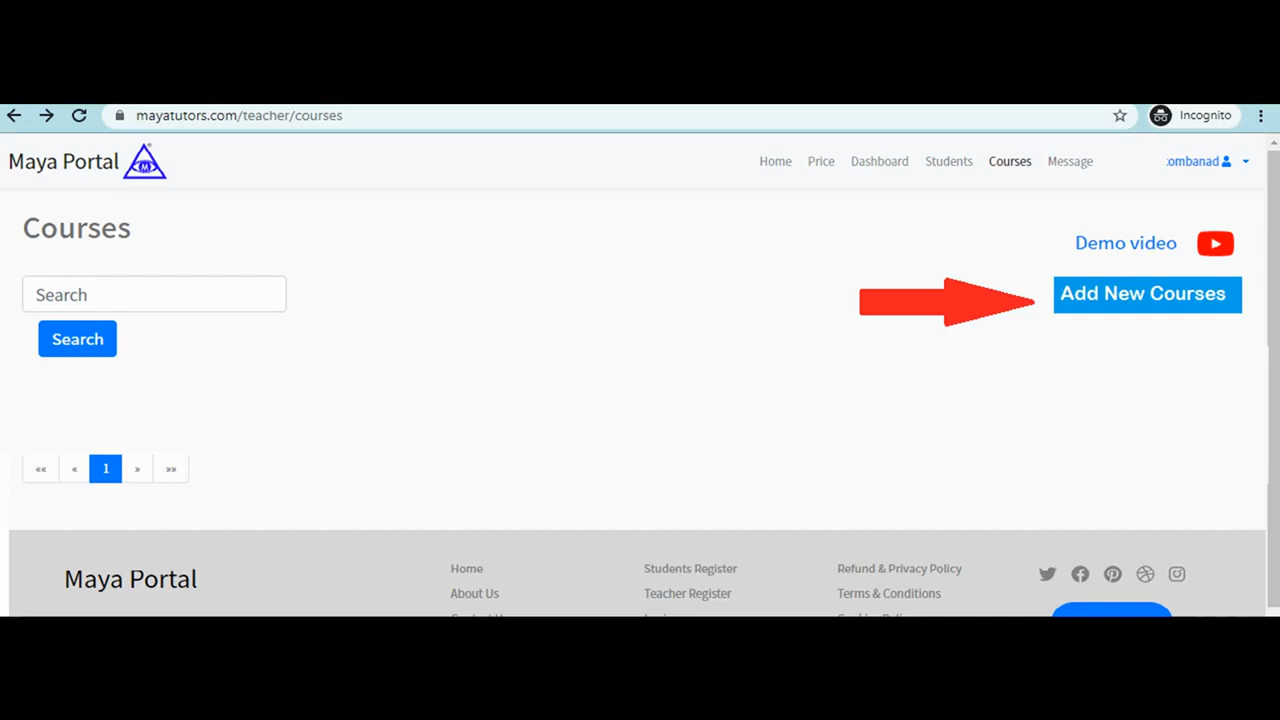 mayatutors.com/teacher/courses
Incognito
Maya Portal M
Home Price Dashboard Students Courses Message
ombanad
Courses
Demo video
Search
Add New Courses
Search
«« « 1 » »»
Maya Portal
Home Students Register Refund & Privacy Policy
About Us Teacher Register Terms & Conditions